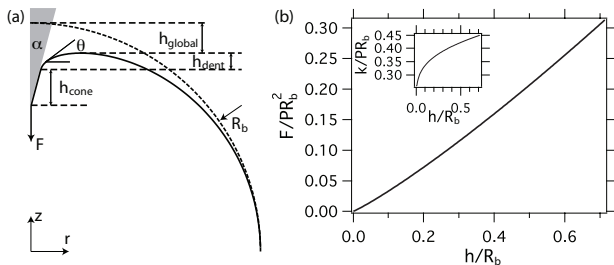 (a)
α
θ
h_global
h_dent
h_cone
R_b
F
z
r
(b)
F/PR_b^2
0.30
0.25
0.20
0.15
0.10
0.05
0.00
0.0 0.2 0.4 0.6
h/R_b
k/PR_b
0.45
0.40
0.35
0.30
0.0 0.5
h/R_b